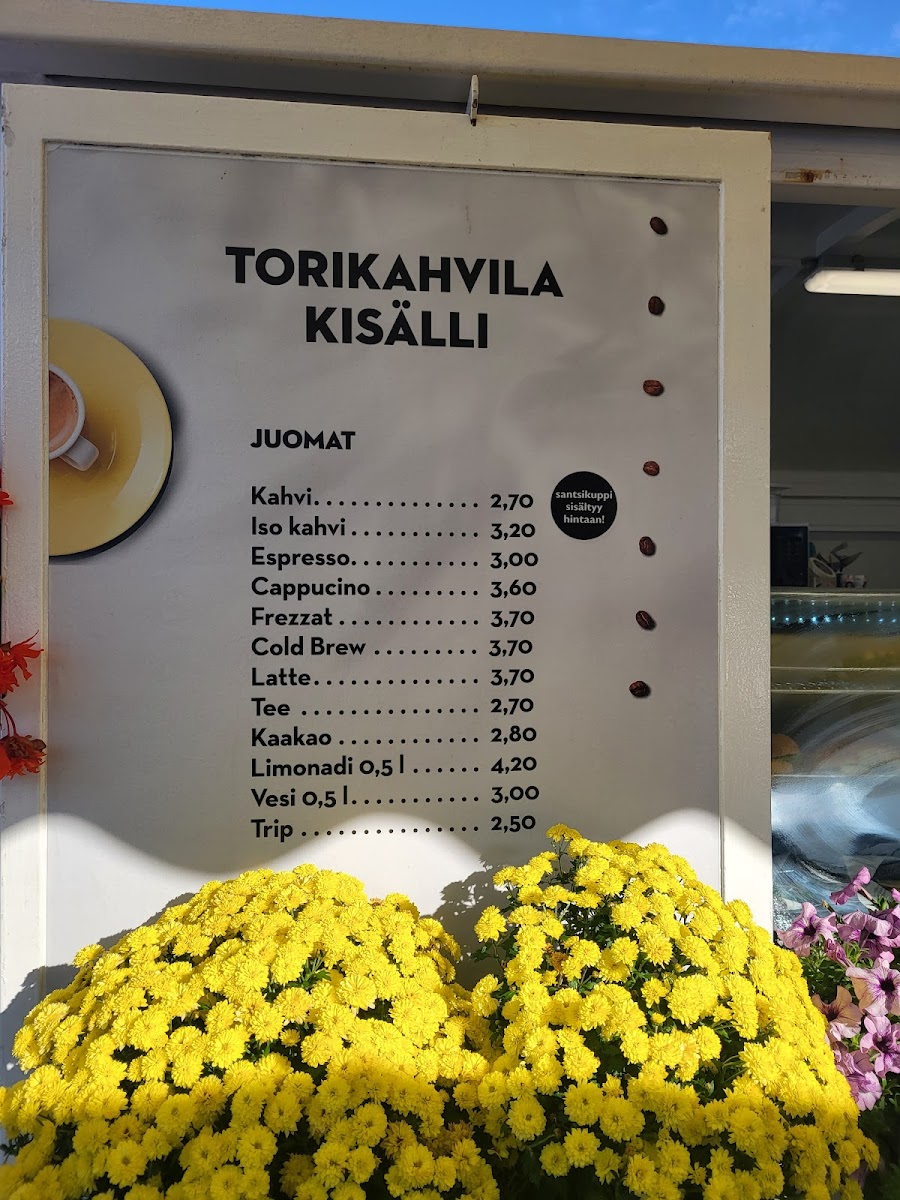 TORIKAHVILA
KISÄLLI
JUOMAT
Kahvi................ 2,70
santsikuppi
sisältyy
hintaan!
Iso kahvi............ 3,20
Espresso............ 3,00
Cappucino......... 3,60
Frezzat ............. 3,70
Cold Brew ......... 3,70
Latte................ 3,70
Tee ................. 2,70
Kaakao ............. 2,80
Limonadi 0,5 l ...... 4,20
Vesi 0,5 l............ 3,00
Trip ................. 2,50